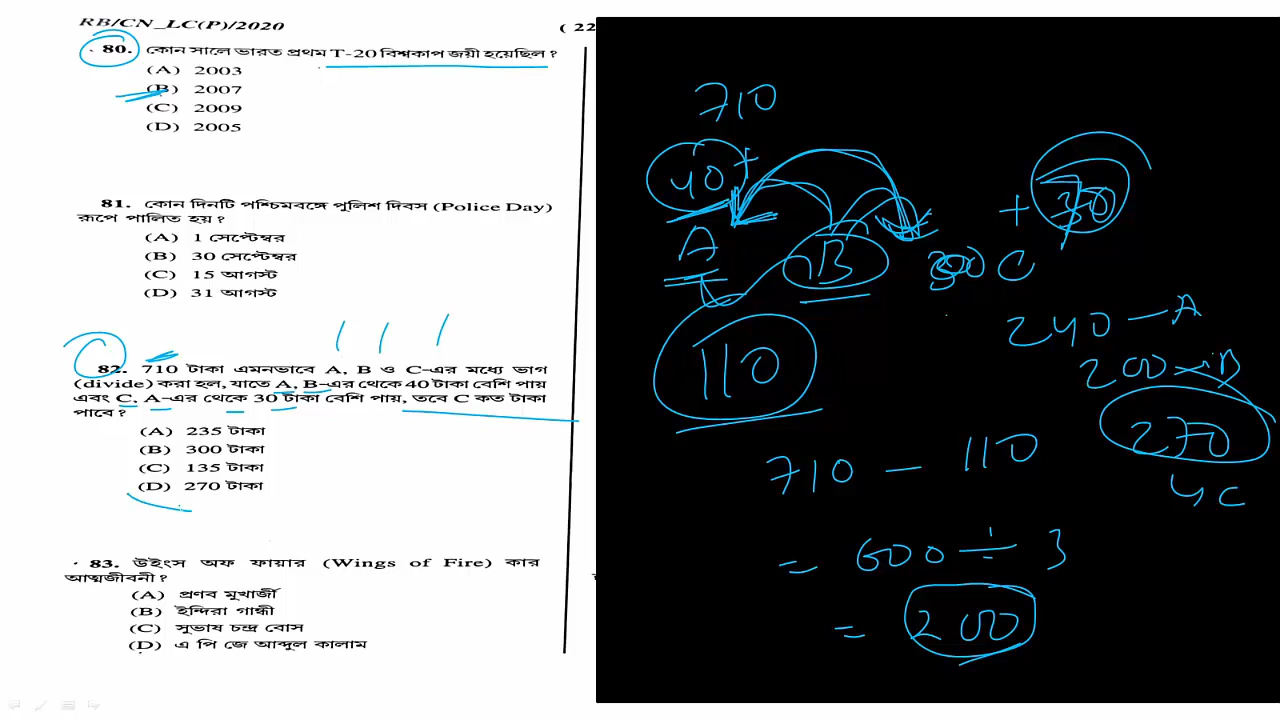 RB/CN_LC(P)/2020
( 22
80. কোন সালে ভারত প্রথম T-20 বিশ্বকাপ জয়ী হয়েছিল ?
(A) 2003
(B) 2007
(C) 2009
(D) 2005
81. কোন দিনটি পশ্চিমবঙ্গে পুলিশ দিবস (Police Day)
রূপে পালিত হয় ?
(A) 1 সেপ্টেম্বর
(B) 30 সেপ্টেম্বর
(C) 15 আগস্ট
(D) 31 আগস্ট
82. 710 টাকা এমনভাবে A, B ও C-এর মধ্যে ভাগ
(divide) করা হল, যাতে A, B-এর থেকে 40 টাকা বেশি পায়
এবং C, A-এর থেকে 30 টাকা বেশি পায়, তবে C কত টাকা
পাবে ?
(A) 235 টাকা
(B) 300 টাকা
(C) 135 টাকা
(D) 270 টাকা
83. উইংস অফ ফায়ার (Wings of Fire) কার
আত্মজীবনী ?
(A) প্রণব মুখার্জী
(B) ইন্দিরা গান্ধী
(C) সুভাষ চন্দ্র বোস
(D) এ পি জে আব্দুল কালাম
710
40 +
+
A B C
110
240 - A
200 - B
270
710 - 110
= 600 ÷ 3
= 200